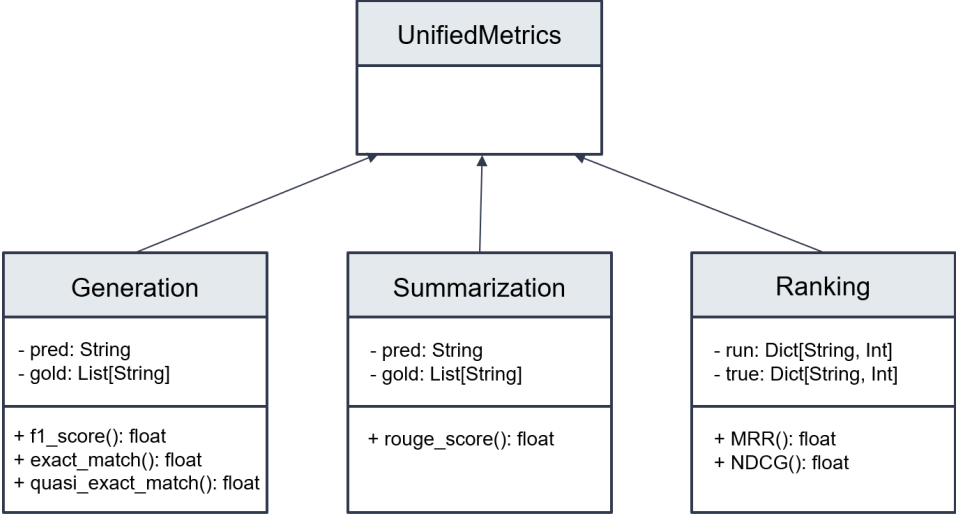 UnifiedMetrics
Generation
- pred: String
- gold: List[String]
+ f1_score(): float
+ exact_match(): float
+ quasi_exact_match(): float
Summarization
- pred: String
- gold: List[String]
+ rouge_score(): float
Ranking
- run: Dict[String, Int]
- true: Dict[String, Int]
+ MRR(): float
+ NDCG(): float